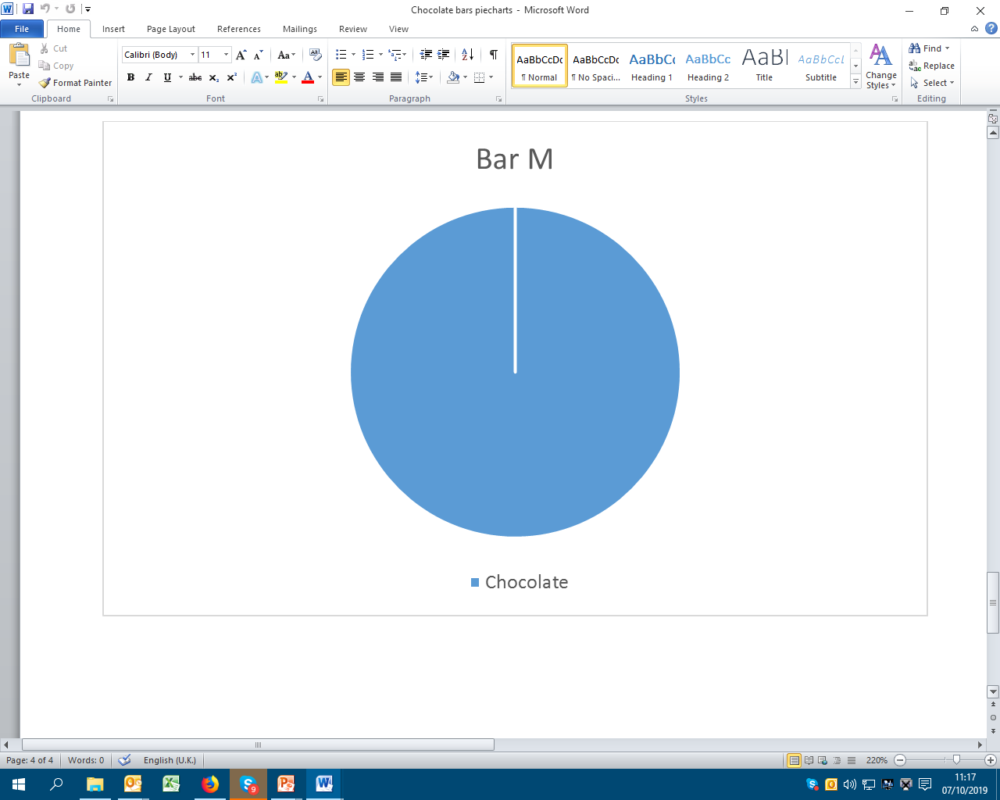 Chocolate bars piecharts - Microsoft Word
File Home Insert Page Layout References Mailings Review View
Paste
Cut
Copy
Format Painter
Clipboard
Calibri (Body) 11
Font
Paragraph
AaBbCcDc AaBbCcDc AaBbCc AaBbCc AaB AaBbCcL
¶ Normal ¶ No Spaci... Heading 1 Heading 2 Title Subtitle
Change
Styles
Styles
Find
Replace
Select
Editing
Bar M
Chocolate
Page: 4 of 4 Words: 0 English (U.K.) 220%
9
11:17
07/10/2019